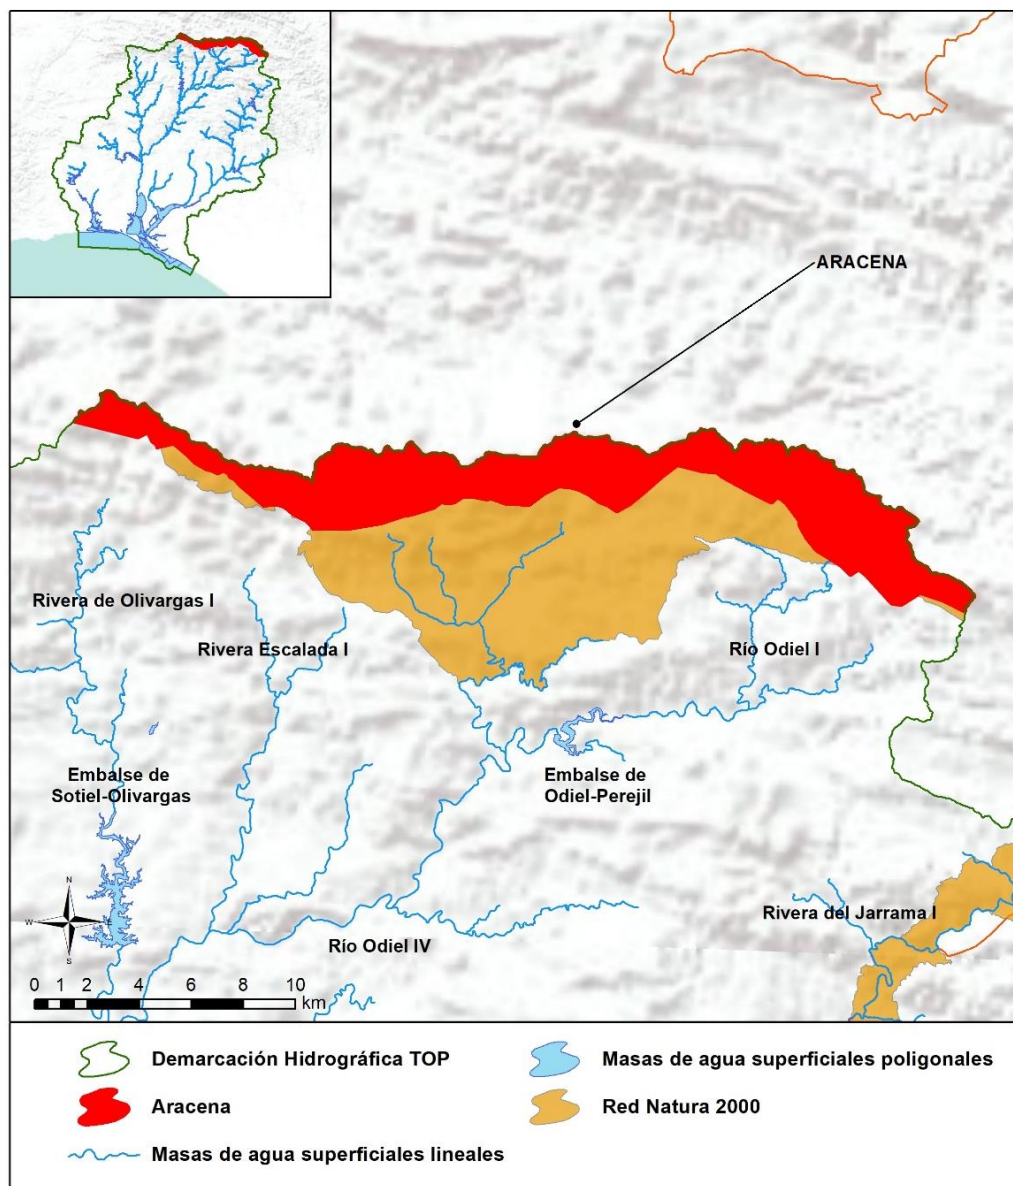 ARACENA
Rivera de Olivargas I
Rivera Escalada I
Río Odiel I
Embalse de
Sotiel-Olivargas
Embalse de
Odiel-Perejil
Rivera del Jarrama I
Río Odiel IV
N
W
E
S
0 1 2 4 6 8 10
km
Demarcación Hidrográfica TOP
Masas de agua superficiales poligonales
Aracena
Red Natura 2000
Masas de agua superficiales lineales